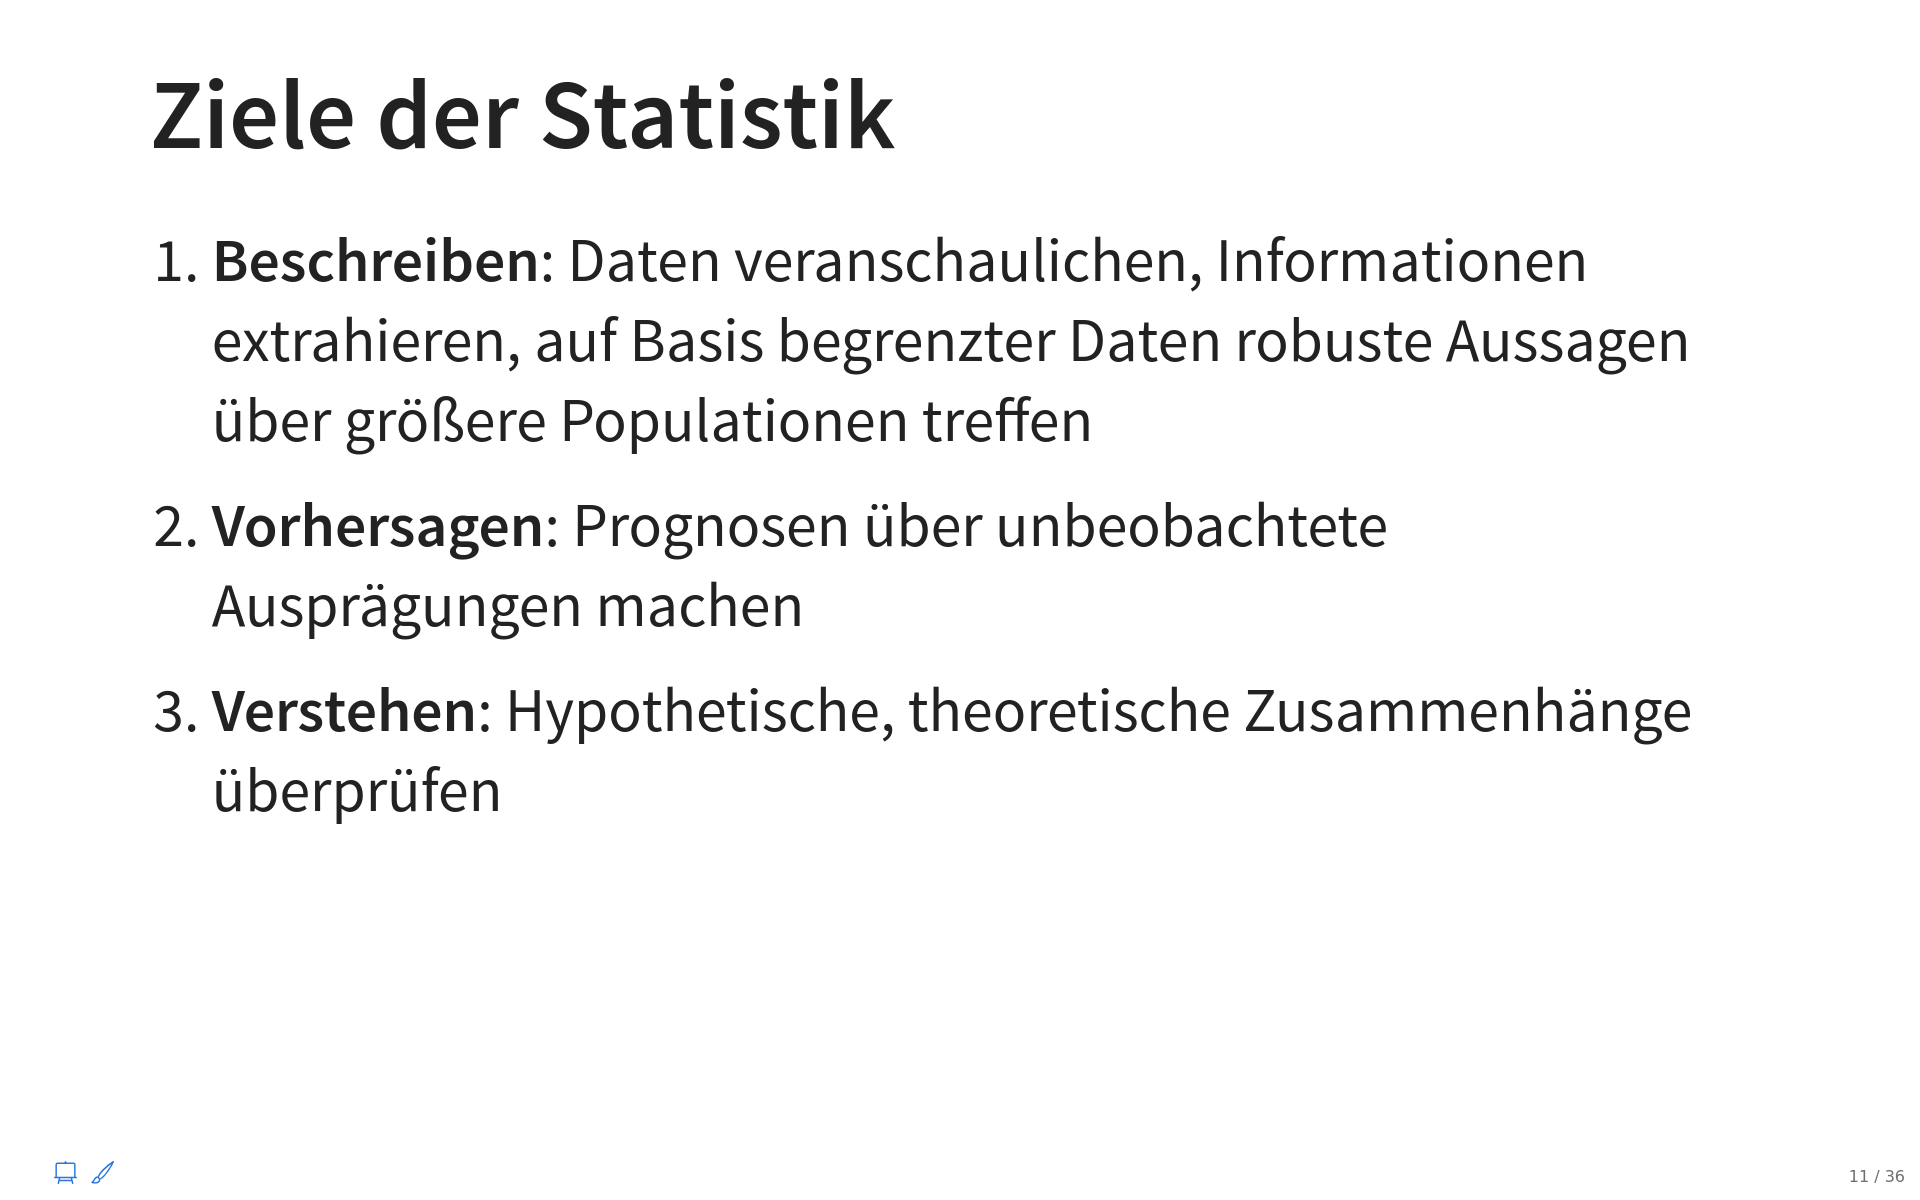 Ziele der Statistik
1. Beschreiben: Daten veranschaulichen, Informationen
extrahieren, auf Basis begrenzter Daten robuste Aussagen
über größere Populationen treffen
2. Vorhersagen: Prognosen über unbeobachtete
Ausprägungen machen
3. Verstehen: Hypothetische, theoretische Zusammenhänge
überprüfen
11 / 36